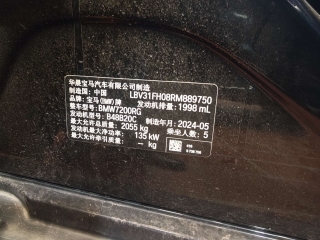 华晨宝马汽车有限公司制造
制造国：中国 LBV31FH08RM889750
品牌：宝马(BMW)牌 发动机排量：1998 mL
整车型号：BMW7200RG
发动机型号：B48B20C 制造年月：2024-05
最大允许总质量：2055 kg 乘坐人数：5
发动机最大净功率：135 kW
最大允许牵引质量：-- kg